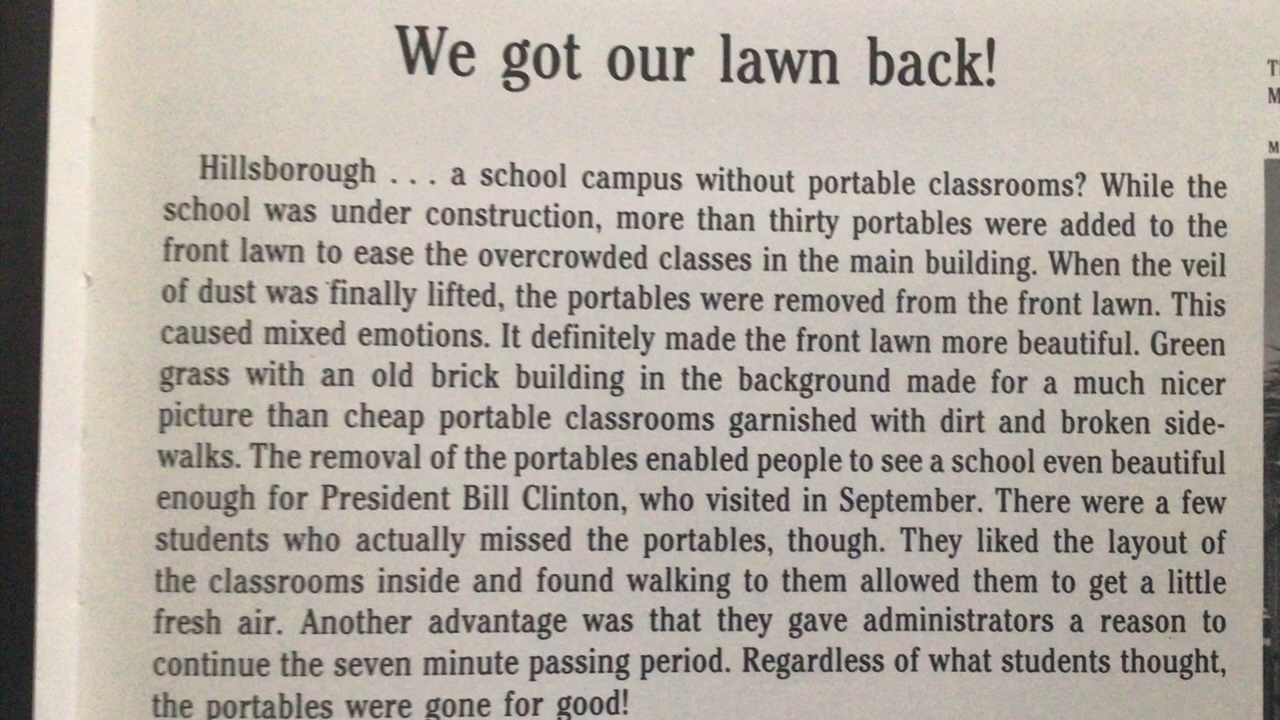 We got our lawn back!
Hillsborough . . . a school campus without portable classrooms? While the
school was under construction, more than thirty portables were added to the
front lawn to ease the overcrowded classes in the main building. When the veil
of dust was finally lifted, the portables were removed from the front lawn. This
caused mixed emotions. It definitely made the front lawn more beautiful. Green
grass with an old brick building in the background made for a much nicer
picture than cheap portable classrooms garnished with dirt and broken side-
walks. The removal of the portables enabled people to see a school even beautiful
enough for President Bill Clinton, who visited in September. There were a few
students who actually missed the portables, though. They liked the layout of
the classrooms inside and found walking to them allowed them to get a little
fresh air. Another advantage was that they gave administrators a reason to
continue the seven minute passing period. Regardless of what students thought,
the portables were gone for good!